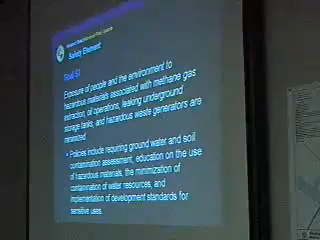 Safety Element
Goal S1
Exposure of people and the environment to
hazardous materials associated with methane gas
extraction, oil operations, leaking underground
storage tanks, and hazardous waste generators are
minimized.
• Policies include requiring ground water and soil
contamination assessment, education on the use
of hazardous materials, the minimization of
contamination of water resources, and
implementation of development standards for
sensitive uses.